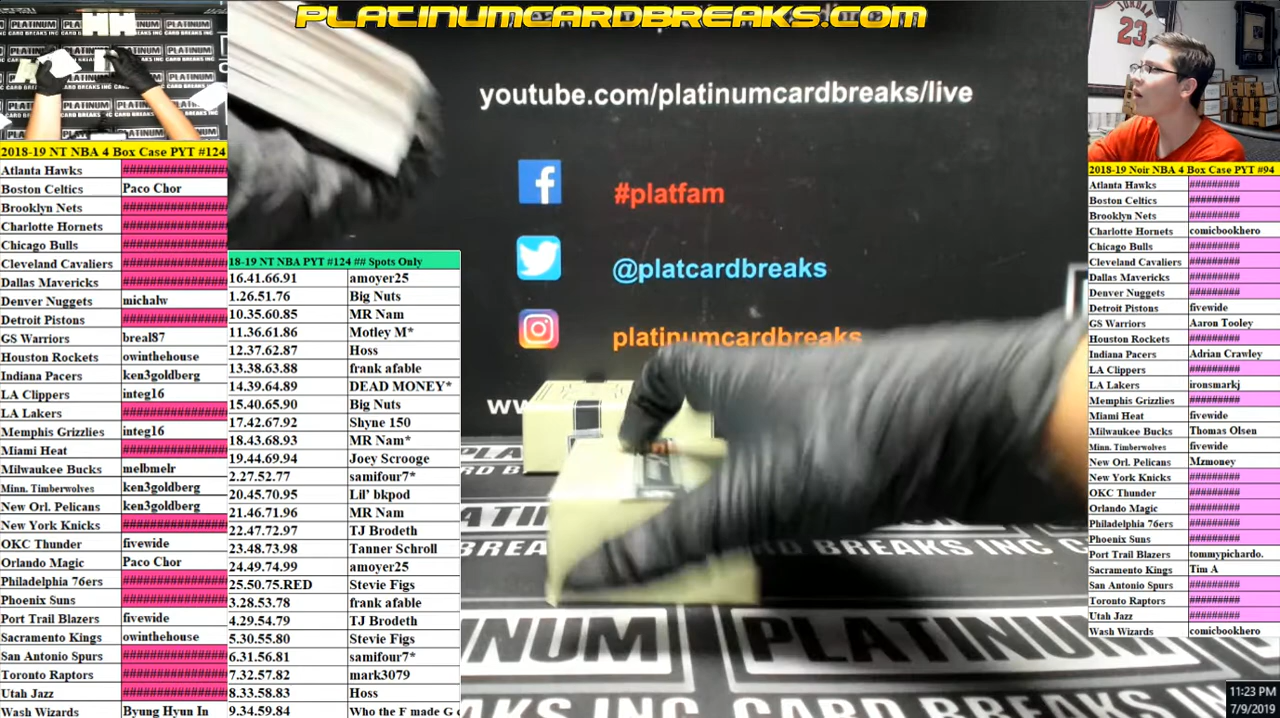 PLATINUMCARDBREAKS.COM
youtube.com/platinumcardbreaks/live
#platfam
@platcardbreaks
platinumcardbreaks
JORDAN
23
2018-19 NT NBA 4 Box Case PYT #124
Atlanta Hawks ##########
Boston Celtics Paco Chor
Brooklyn Nets ##########
Charlotte Hornets ##########
Chicago Bulls ##########
Cleveland Cavaliers ##########
Dallas Mavericks ##########
Denver Nuggets michalw
Detroit Pistons ##########
GS Warriors breal87
Houston Rockets owinthehouse
Indiana Pacers ken3goldberg
LA Clippers integ16
LA Lakers ##########
Memphis Grizzlies integ16
Miami Heat ##########
Milwaukee Bucks melbmelr
Minn. Timberwolves ken3goldberg
New Orl. Pelicans ken3goldberg
New York Knicks ##########
OKC Thunder fivewide
Orlando Magic Paco Chor
Philadelphia 76ers ##########
Phoenix Suns ##########
Port Trail Blazers fivewide
Sacramento Kings owinthehouse
San Antonio Spurs ##########
Toronto Raptors ##########
Utah Jazz ##########
Wash Wizards Byung Hyun In
18-19 NT NBA PYT #124 ## Spots Only
16.41.66.91 amoyer25
1.26.51.76 Big Nuts
10.35.60.85 MR Nam
11.36.61.86 Motley M*
12.37.62.87 Hoss
13.38.63.88 frank afable
14.39.64.89 DEAD MONEY*
15.40.65.90 Big Nuts
17.42.67.92 Shyne 150
18.43.68.93 MR Nam*
19.44.69.94 Joey Scrooge
2.27.52.77 samifour7*
20.45.70.95 Lil' bkpod
21.46.71.96 MR Nam
22.47.72.97 TJ Brodeth
23.48.73.98 Tanner Schroll
24.49.74.99 amoyer25
25.50.75.RED Stevie Figs
3.28.53.78 frank afable
4.29.54.79 TJ Brodeth
5.30.55.80 Stevie Figs
6.31.56.81 samifour7*
7.32.57.82 mark3079
8.33.58.83 Hoss
9.34.59.84 Who the F made G
2018-19 Noir NBA 4 Box Case PYT #94
Atlanta Hawks #########
Boston Celtics #########
Brooklyn Nets #########
Charlotte Hornets comicbookhero
Chicago Bulls #########
Cleveland Cavaliers #########
Dallas Mavericks #########
Denver Nuggets #########
Detroit Pistons fivewide
GS Warriors Aaron Tooley
Houston Rockets #########
Indiana Pacers Adrian Crawley
LA Clippers #########
LA Lakers ironsmarkj
Memphis Grizzlies #########
Miami Heat fivewide
Milwaukee Bucks Thomas Olsen
Minn. Timberwolves fivewide
New Orl. Pelicans Mzmoney
New York Knicks #########
OKC Thunder #########
Orlando Magic #########
Philadelphia 76ers #########
Phoenix Suns #########
Port Trail Blazers tommypichardo.
Sacramento Kings Tim A
San Antonio Spurs #########
Toronto Raptors #########
Utah Jazz #########
Wash Wizards comicbookhero
PLATINUM
CARD BREAKS INC
11:23 PM
7/9/2019